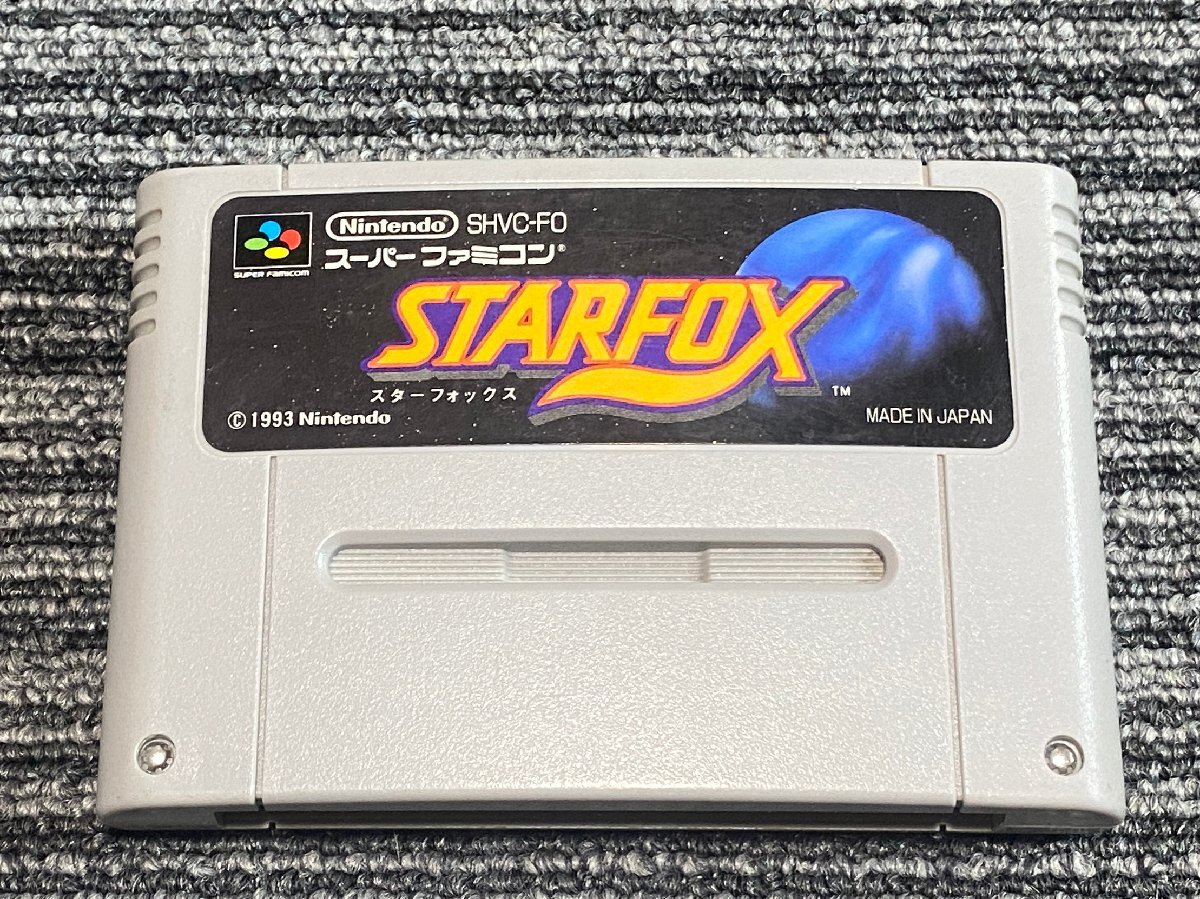 Nintendo® SHVC-FO
SUPER FAMICOM
スーパーファミコン®
STARFOX
スターフォックス
TM
© 1993 Nintendo
MADE IN JAPAN